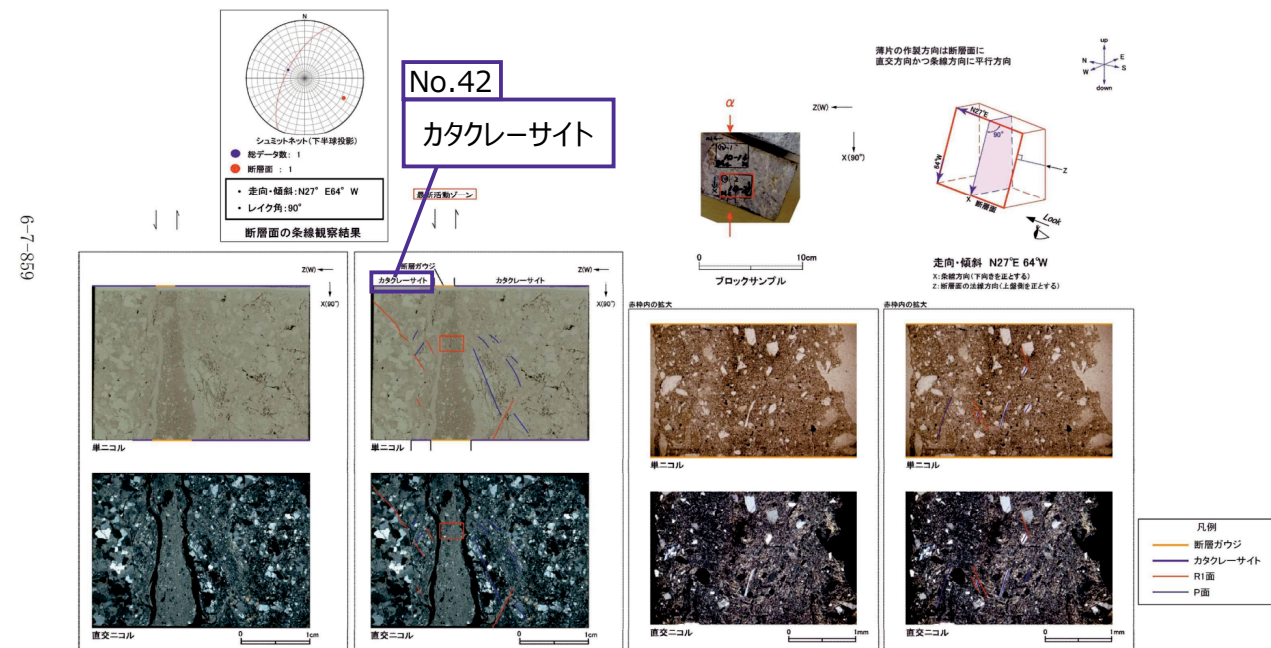 N
シュミットネット(下半球投影)
総データ数: 1
断層面 : 1
・ 走向・傾斜:N27° E64° W
・ レイク角:90°
断層面の条線観察結果
No.42
カタクレーサイト
最新活動ゾーン
α
Z(W)
X(90°)
0 10cm
ブロックサンプル
薄片の作製方向は断層面に
直交方向かつ条線方向に平行方向
up
N E
W S
down
N27°E
90°
64°W
Z
X 断層面
Look
走向・傾斜 N27°E 64°W
X:条線方向(下向きを正とする)
Z:断層面の法線方向(上盤側を正とする)
6-7-859
Z(W)
X(90°)
単ニコル
直交ニコル
0 1cm
断層ガウジ
カタクレーサイト
カタクレーサイト
Z(W)
X(90°)
単ニコル
直交ニコル
0 1cm
赤枠内の拡大
単ニコル
直交ニコル
0 1mm
赤枠内の拡大
単ニコル
直交ニコル
0 1mm
凡例
断層ガウジ
カタクレーサイト
R1面
P面